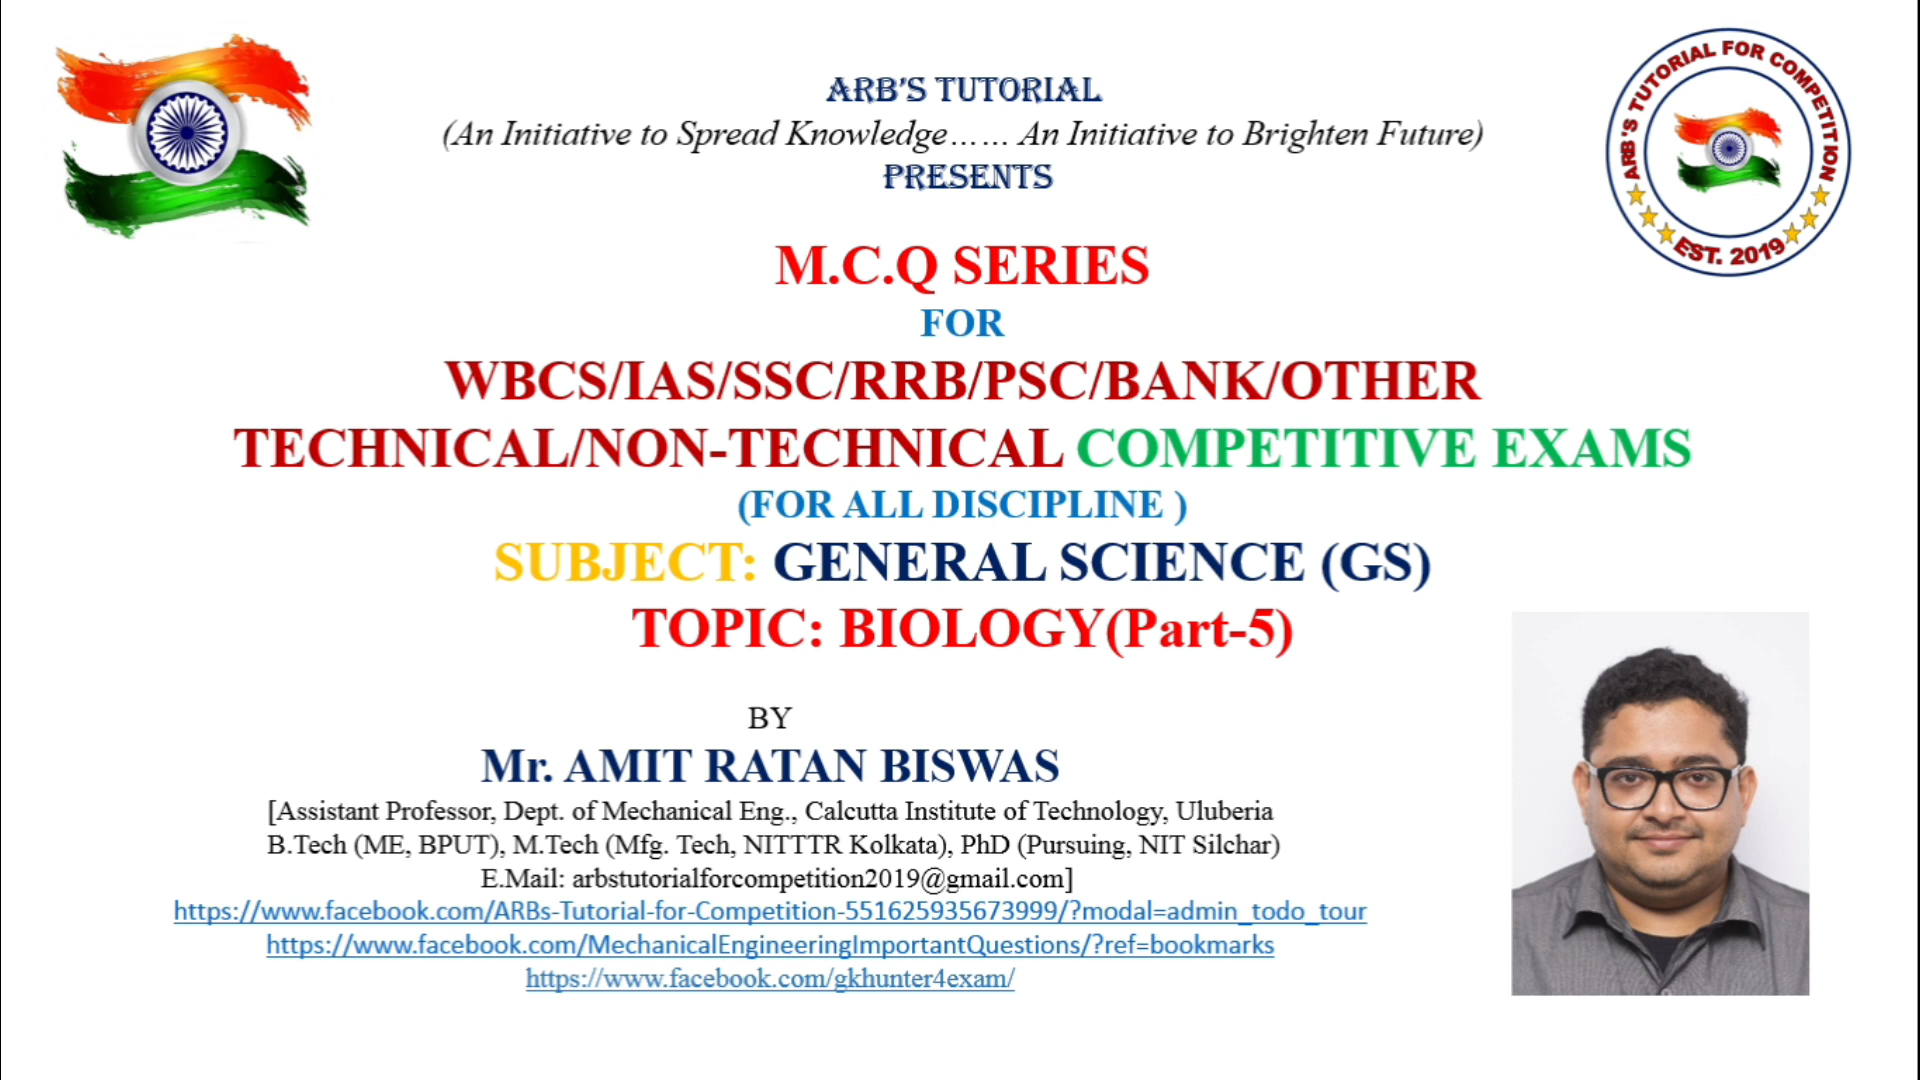 ARB'S TUTORIAL
(An Initiative to Spread Knowledge…… An Initiative to Brighten Future)
PRESENTS
ARB'S TUTORIAL FOR COMPETITION
EST. 2019
M.C.Q SERIES
FOR
WBCS/IAS/SSC/RRB/PSC/BANK/OTHER
TECHNICAL/NON-TECHNICAL COMPETITIVE EXAMS
(FOR ALL DISCIPLINE )
SUBJECT: GENERAL SCIENCE (GS)
TOPIC: BIOLOGY(Part-5)
BY
Mr. AMIT RATAN BISWAS
[Assistant Professor, Dept. of Mechanical Eng., Calcutta Institute of Technology, Uluberia
B.Tech (ME, BPUT), M.Tech (Mfg. Tech, NITTTR Kolkata), PhD (Pursuing, NIT Silchar)
E.Mail: arbstutorialforcompetition2019@gmail.com]
https://www.facebook.com/ARBs-Tutorial-for-Competition-551625935673999/?modal=admin_todo_tour
https://www.facebook.com/MechanicalEngineeringImportantQuestions/?ref=bookmarks
https://www.facebook.com/gkhunter4exam/